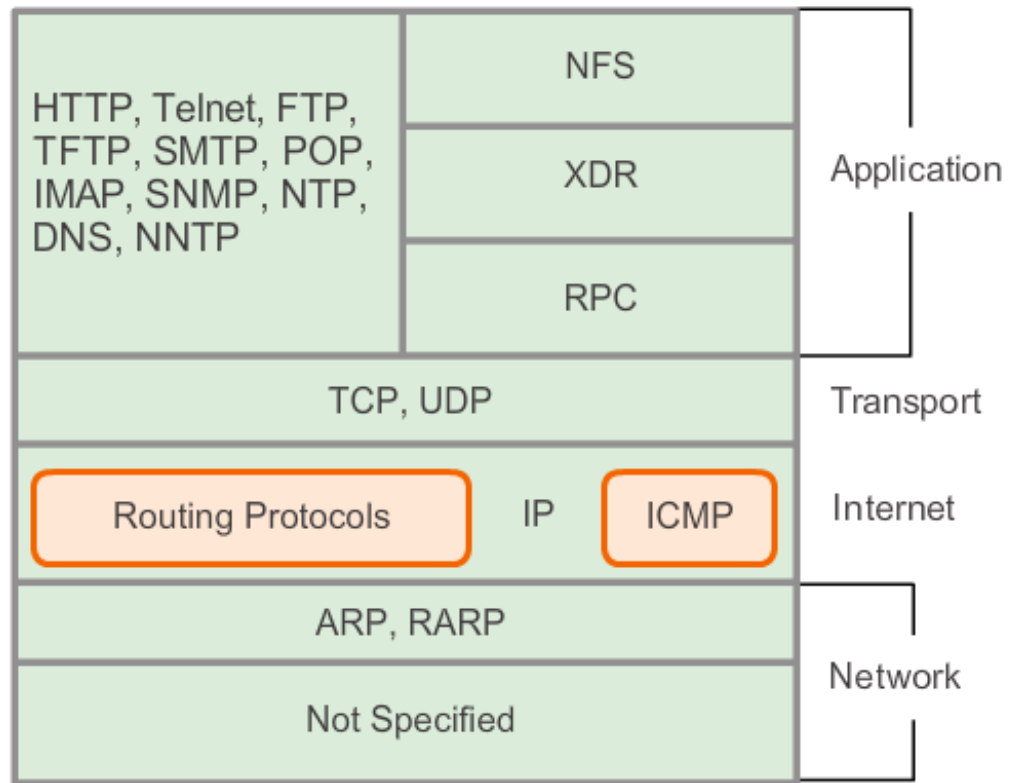 HTTP, Telnet, FTP,
TFTP, SMTP, POP,
IMAP, SNMP, NTP,
DNS, NNTP
NFS
XDR
RPC
Application
TCP, UDP
Transport
Routing Protocols
IP
ICMP
Internet
ARP, RARP
Not Specified
Network